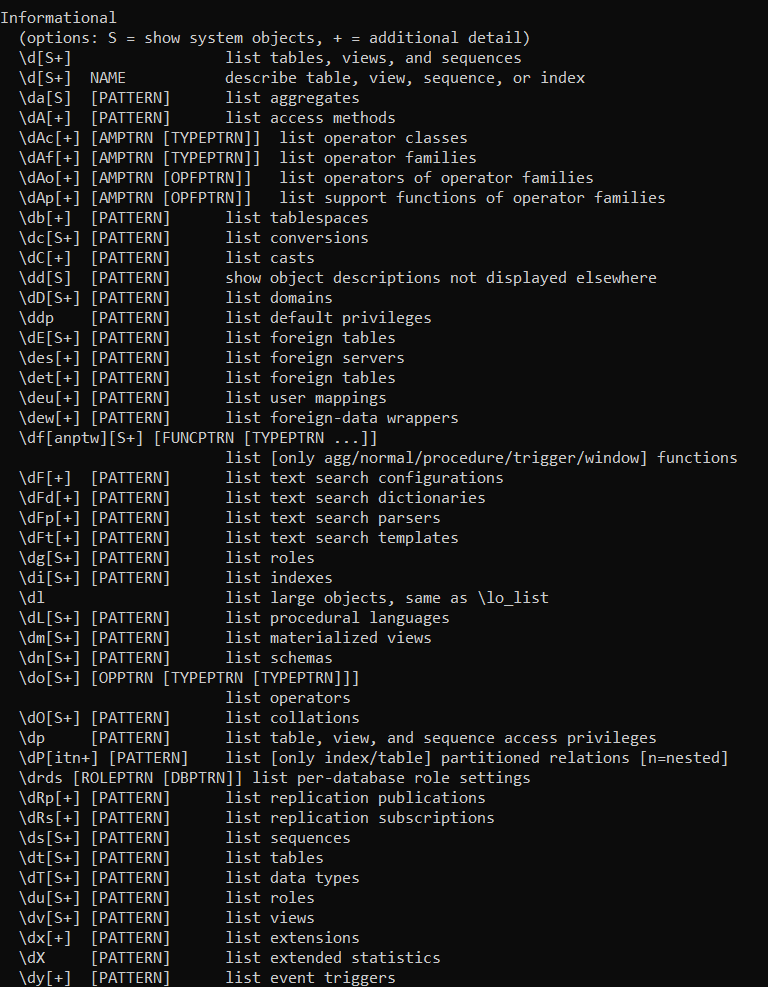 Informational
  (options: S = show system objects, + = additional detail)
  \d[S+]                 list tables, views, and sequences
  \d[S+]  NAME           describe table, view, sequence, or index
  \da[S]  [PATTERN]      list aggregates
  \dA[+]  [PATTERN]      list access methods
  \dAc[+] [AMPTRN [TYPEPTRN]]  list operator classes
  \dAf[+] [AMPTRN [TYPEPTRN]]  list operator families
  \dAo[+] [AMPTRN [OPFPTRN]]   list operators of operator families
  \dAp[+] [AMPTRN [OPFPTRN]]   list support functions of operator families
  \db[+]  [PATTERN]      list tablespaces
  \dc[S+] [PATTERN]      list conversions
  \dC[+]  [PATTERN]      list casts
  \dd[S]  [PATTERN]      show object descriptions not displayed elsewhere
  \dD[S+] [PATTERN]      list domains
  \ddp    [PATTERN]      list default privileges
  \dE[S+] [PATTERN]      list foreign tables
  \des[+] [PATTERN]      list foreign servers
  \det[+] [PATTERN]      list foreign tables
  \deu[+] [PATTERN]      list user mappings
  \dew[+] [PATTERN]      list foreign-data wrappers
  \df[anptw][S+] [FUNCPTRN [TYPEPTRN ...]]
                         list [only agg/normal/procedure/trigger/window] functions
  \dF[+]  [PATTERN]      list text search configurations
  \dFd[+] [PATTERN]      list text search dictionaries
  \dFp[+] [PATTERN]      list text search parsers
  \dFt[+] [PATTERN]      list text search templates
  \dg[S+] [PATTERN]      list roles
  \di[S+] [PATTERN]      list indexes
  \dl                    list large objects, same as \lo_list
  \dL[S+] [PATTERN]      list procedural languages
  \dm[S+] [PATTERN]      list materialized views
  \dn[S+] [PATTERN]      list schemas
  \do[S+] [OPPTRN [TYPEPTRN [TYPEPTRN]]]
                         list operators
  \dO[S+] [PATTERN]      list collations
  \dp     [PATTERN]      list table, view, and sequence access privileges
  \dP[itn+] [PATTERN]    list [only index/table] partitioned relations [n=nested]
  \drds [ROLEPTRN [DBPTRN]] list per-database role settings
  \dRp[+] [PATTERN]      list replication publications
  \dRs[+] [PATTERN]      list replication subscriptions
  \ds[S+] [PATTERN]      list sequences
  \dt[S+] [PATTERN]      list tables
  \dT[S+] [PATTERN]      list data types
  \du[S+] [PATTERN]      list roles
  \dv[S+] [PATTERN]      list views
  \dx[+]  [PATTERN]      list extensions
  \dX     [PATTERN]      list extended statistics
  \dy[+]  [PATTERN]      list event triggers